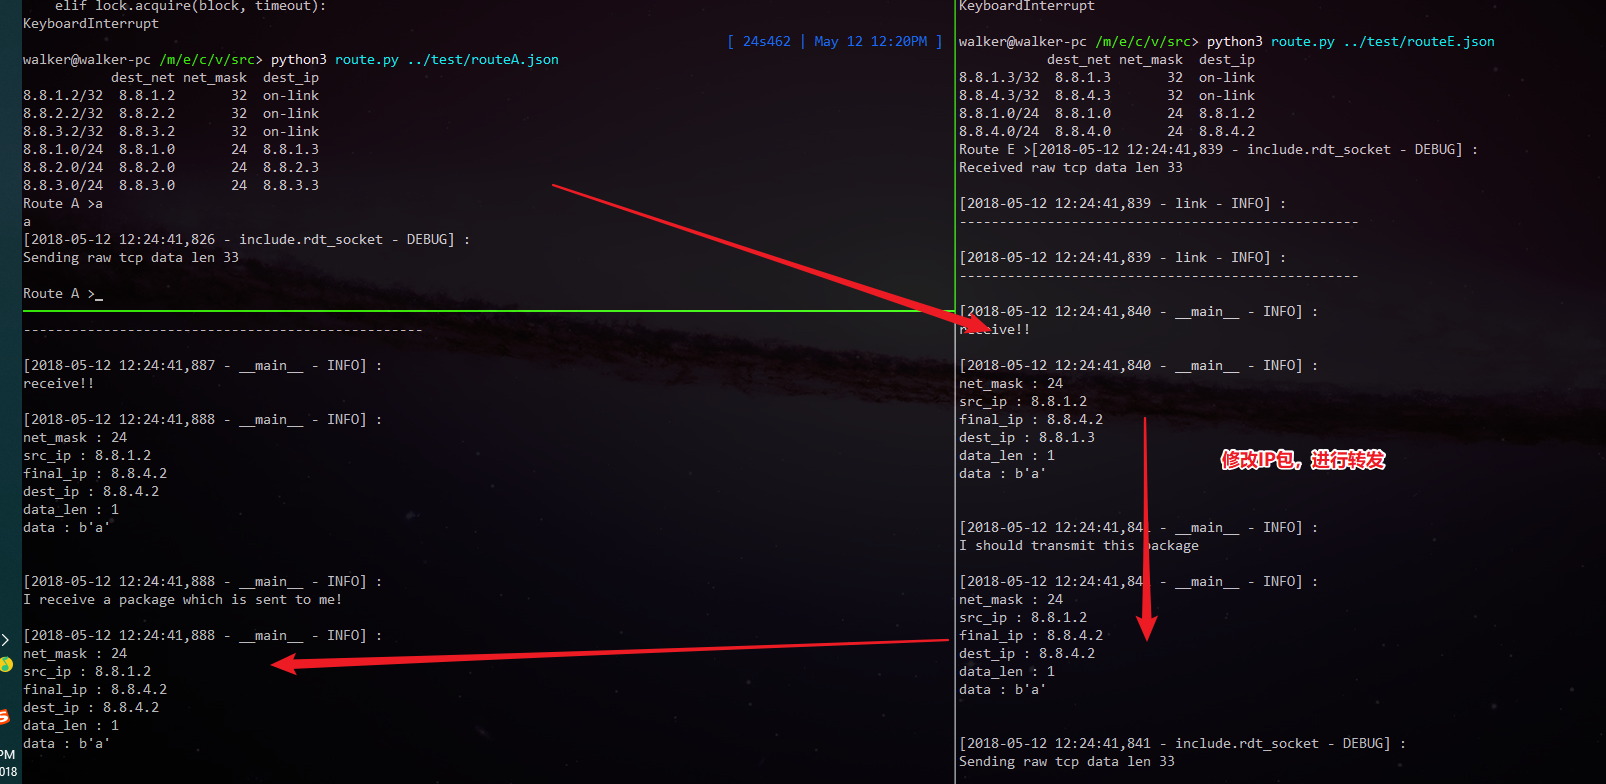 elif lock.acquire(block, timeout):
KeyboardInterrupt
[ 24s462 | May 12 12:20PM ]
walker@walker-pc /m/e/c/v/src> python3 route.py ../test/routeA.json
dest_net net_mask dest_ip
8.8.1.2/32 8.8.1.2 32 on-link
8.8.2.2/32 8.8.2.2 32 on-link
8.8.3.2/32 8.8.3.2 32 on-link
8.8.1.0/24 8.8.1.0 24 8.8.1.3
8.8.2.0/24 8.8.2.0 24 8.8.2.3
8.8.3.0/24 8.8.3.0 24 8.8.3.3
Route A >a
a
[2018-05-12 12:24:41,826 - include.rdt_socket - DEBUG] :
Sending raw tcp data len 33
Route A >_
--------------------------------------------------
[2018-05-12 12:24:41,887 - __main__ - INFO] :
receive!!
[2018-05-12 12:24:41,888 - __main__ - INFO] :
net_mask : 24
src_ip : 8.8.1.2
final_ip : 8.8.4.2
dest_ip : 8.8.4.2
data_len : 1
data : b'a'
[2018-05-12 12:24:41,888 - __main__ - INFO] :
I receive a package which is sent to me!
[2018-05-12 12:24:41,888 - __main__ - INFO] :
net_mask : 24
src_ip : 8.8.1.2
final_ip : 8.8.4.2
dest_ip : 8.8.4.2
data_len : 1
data : b'a'
KeyboardInterrupt
walker@walker-pc /m/e/c/v/src> python3 route.py ../test/routeE.json
dest_net net_mask dest_ip
8.8.1.3/32 8.8.1.3 32 on-link
8.8.4.3/32 8.8.4.3 32 on-link
8.8.1.0/24 8.8.1.0 24 8.8.1.2
8.8.4.0/24 8.8.4.0 24 8.8.4.2
Route E >[2018-05-12 12:24:41,839 - include.rdt_socket - DEBUG] :
Received raw tcp data len 33
[2018-05-12 12:24:41,839 - link - INFO] :
--------------------------------------------------
[2018-05-12 12:24:41,839 - link - INFO] :
--------------------------------------------------
[2018-05-12 12:24:41,840 - __main__ - INFO] :
receive!!
[2018-05-12 12:24:41,840 - __main__ - INFO] :
net_mask : 24
src_ip : 8.8.1.2
final_ip : 8.8.4.2
dest_ip : 8.8.1.3
data_len : 1
data : b'a'
修改IP包，进行转发
[2018-05-12 12:24:41,841 - __main__ - INFO] :
I should transmit this package
[2018-05-12 12:24:41,841 - __main__ - INFO] :
net_mask : 24
src_ip : 8.8.1.2
final_ip : 8.8.4.2
dest_ip : 8.8.4.2
data_len : 1
data : b'a'
[2018-05-12 12:24:41,841 - include.rdt_socket - DEBUG] :
Sending raw tcp data len 33
PM
018